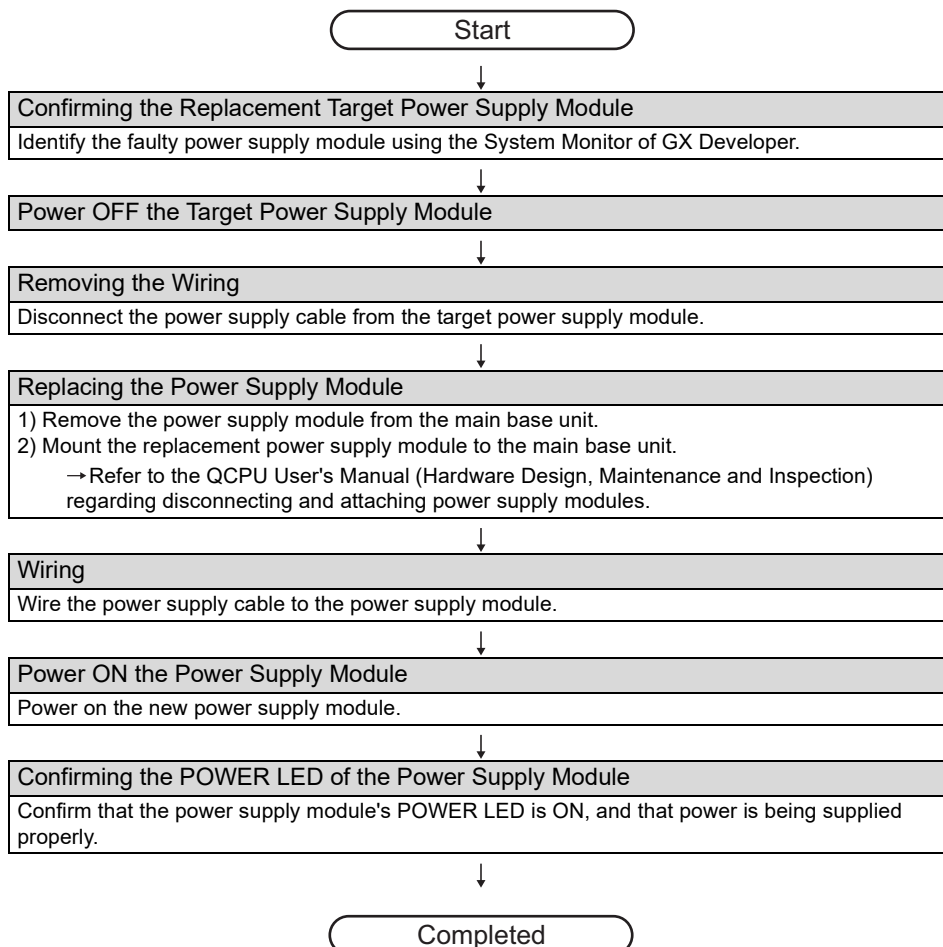 Start
↓
Confirming the Replacement Target Power Supply Module
Identify the faulty power supply module using the System Monitor of GX Developer.
↓
Power OFF the Target Power Supply Module
↓
Removing the Wiring
Disconnect the power supply cable from the target power supply module.
↓
Replacing the Power Supply Module
1) Remove the power supply module from the main base unit.
2) Mount the replacement power supply module to the main base unit.
→Refer to the QCPU User's Manual (Hardware Design, Maintenance and Inspection)
regarding disconnecting and attaching power supply modules.
↓
Wiring
Wire the power supply cable to the power supply module.
↓
Power ON the Power Supply Module
Power on the new power supply module.
↓
Confirming the POWER LED of the Power Supply Module
Confirm that the power supply module's POWER LED is ON, and that power is being supplied
properly.
↓
Completed